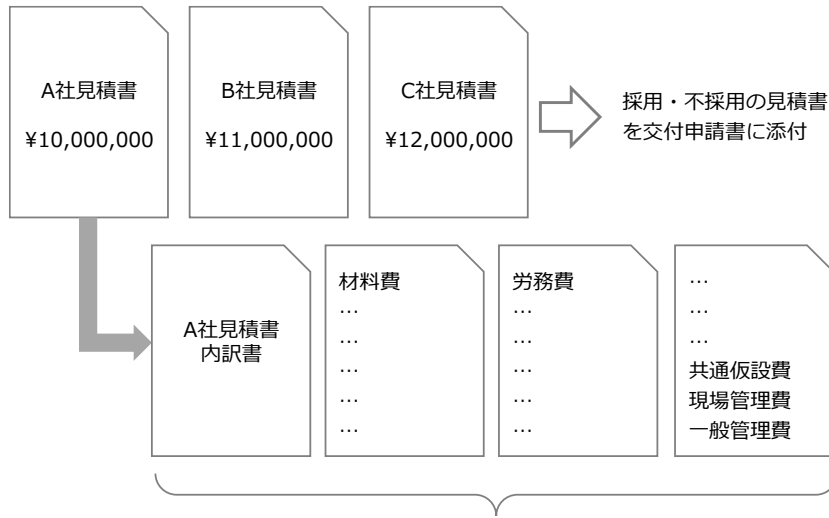 A社見積書
¥10,000,000
B社見積書
¥11,000,000
C社見積書
¥12,000,000
採用・不採用の見積書
を交付申請書に添付
A社見積書
内訳書
材料費
…
…
…
…
…
労務費
…
…
…
…
…
…
…
…
共通仮設費
現場管理費
一般管理費